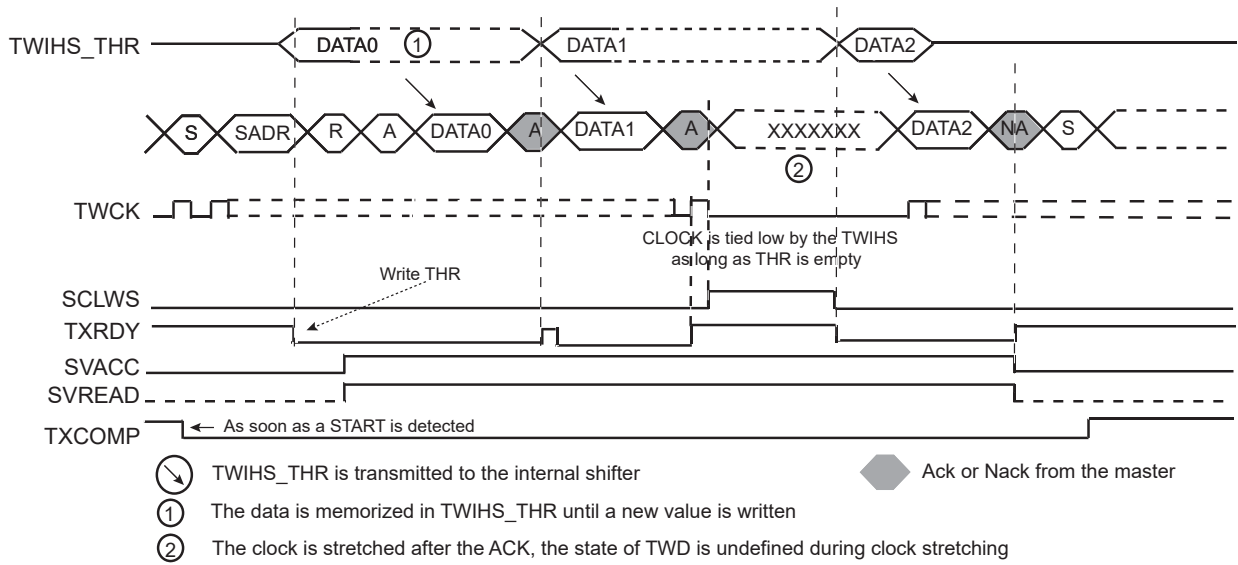 TWIHS_THR DATA0 1 DATA1 DATA2
S SADR R A DATA0 A DATA1 A XXXXXXX DATA2 NA S
2
TWCK
CLOCK is tied low by the TWIHS
as long as THR is empty
Write THR
SCLWS
TXRDY
SVACC
SVREAD
TXCOMP As soon as a START is detected
TWIHS_THR is transmitted to the internal shifter Ack or Nack from the master
1 The data is memorized in TWIHS_THR until a new value is written
2 The clock is stretched after the ACK, the state of TWD is undefined during clock stretching